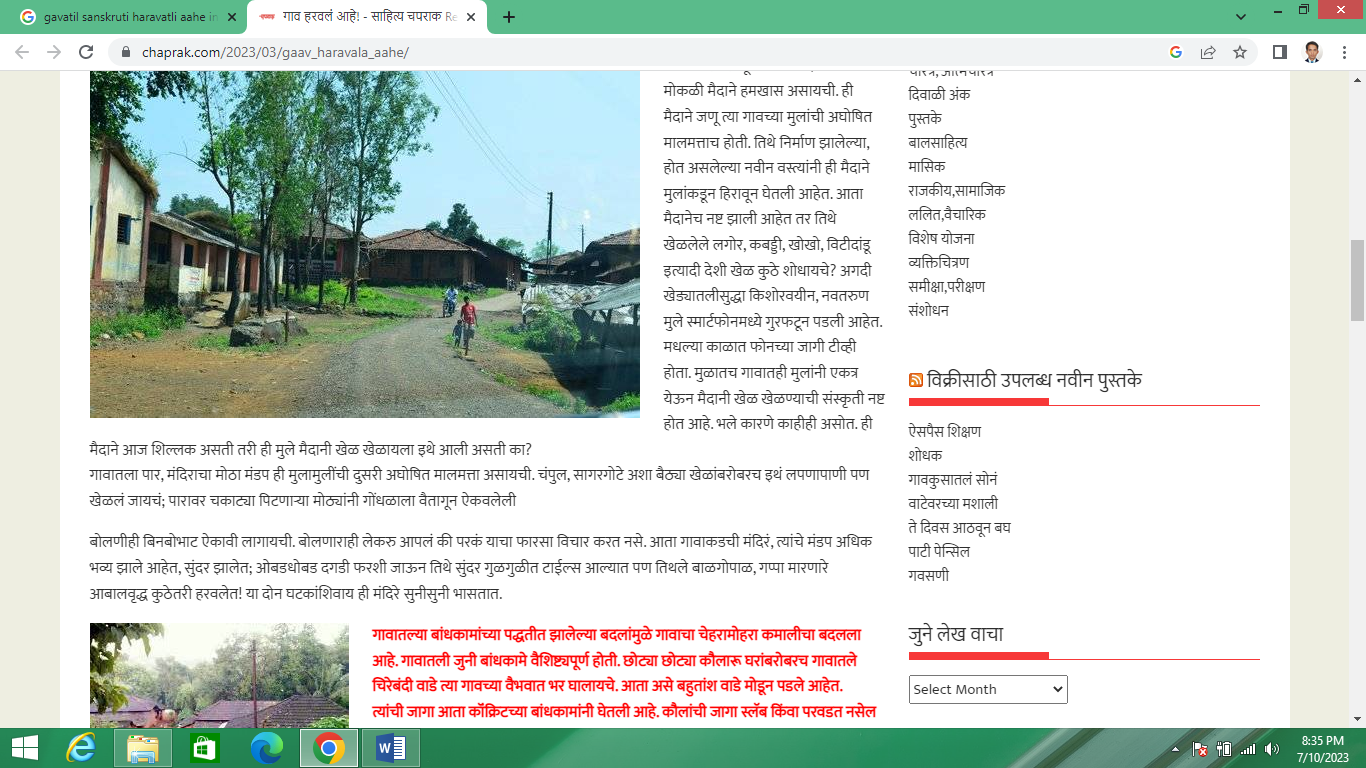 gavatil sanskruti haravatli aahe in
गाव हरवलं आहे! - साहित्य चपराक Re
chaprak.com/2023/03/gaav_haravala_aahe/
मोकळी मैदाने हमखास असायची. ही
मैदाने जणू त्या गावच्या मुलांची अघोषित
मालमत्ताच होती. तिथे निर्माण झालेल्या,
होत असलेल्या नवीन वस्त्यांनी ही मैदाने
मुलांकडून हिरावून घेतली आहेत. आता
मैदानेच नष्ट झाली आहेत तर तिथे
खेळलेले लगोर, कबड्डी, खोखो, विटीदांडू
इत्यादी देशी खेळ कुठे शोधायचे? अगदी
खेड्यातलीसुद्धा किशोरवयीन, नवतरुण
मुले स्मार्टफोनमध्ये गुरफटून पडली आहेत.
मधल्या काळात फोनच्या जागी टीव्ही
होता. मुळातच गावातही मुलांनी एकत्र
येऊन मैदानी खेळ खेळण्याची संस्कृती नष्ट
होत आहे. भले कारणे काहीही असोत. ही
मैदाने आज शिल्लक असती तरी ही मुले मैदानी खेळ खेळायला इथे आली असती का?
गावातला पार, मंदिराचा मोठा मंडप ही मुलामुलींची दुसरी अघोषित मालमत्ता असायची. चंपुल, सागरगोटे अशा बैठ्या खेळांबरोबरच इथं लपणापाणी पण
खेळलं जायचं; पारावर चकाट्या पिटणाऱ्या मोठ्यांनी गोंधळाला वैतागून ऐकवलेली
बोलणीही बिनबोभाट ऐकावी लागायची. बोलणाराही लेकरु आपलं की परकं याचा फारसा विचार करत नसे. आता गावाकडची मंदिरं, त्यांचे मंडप अधिक
भव्य झाले आहेत, सुंदर झालेत; ओबडधोबड दगडी फरशी जाऊन तिथे सुंदर गुळगुळीत टाईल्स आल्यात पण तिथले बाळगोपाळ, गप्पा मारणारे
आबालवृद्ध कुठेतरी हरवलेत! या दोन घटकांशिवाय ही मंदिरे सुनीसुनी भासतात.
गावातल्या बांधकामांच्या पद्धतीत झालेल्या बदलांमुळे गावाचा चेहरामोहरा कमालीचा बदलला
आहे. गावातली जुनी बांधकामे वैशिष्ट्यपूर्ण होती. छोट्या छोट्या कौलारू घरांबरोबरच गावातले
चिरेबंदी वाडे त्या गावच्या वैभवात भर घालायचे. आता असे बहुतांश वाडे मोडून पडले आहेत.
त्यांची जागा आता कॉंक्रिटच्या बांधकामांनी घेतली आहे. कौलांची जागा स्लॅब किंवा परवडत नसेल
चरित्र, आत्मचरित्र
दिवाळी अंक
पुस्तके
बालसाहित्य
मासिक
राजकीय,सामाजिक
ललित,वैचारिक
विशेष योजना
व्यक्तिचित्रण
समीक्षा,परीक्षण
संशोधन
विक्रीसाठी उपलब्ध नवीन पुस्तके
ऐसपैस शिक्षण
शोधक
गावकुसातलं सोनं
वाटेवरच्या मशाली
ते दिवस आठवून बघ
पाटी पेन्सिल
गवसणी
जुने लेख वाचा
Select Month
8:35 PM
7/10/2023